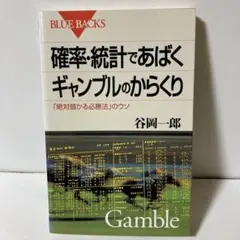 BLUE BACKS
確率・統計であばく
ギャンブルのからくり
「絶対儲かる必勝法」のウソ
谷岡一郎
Gamble